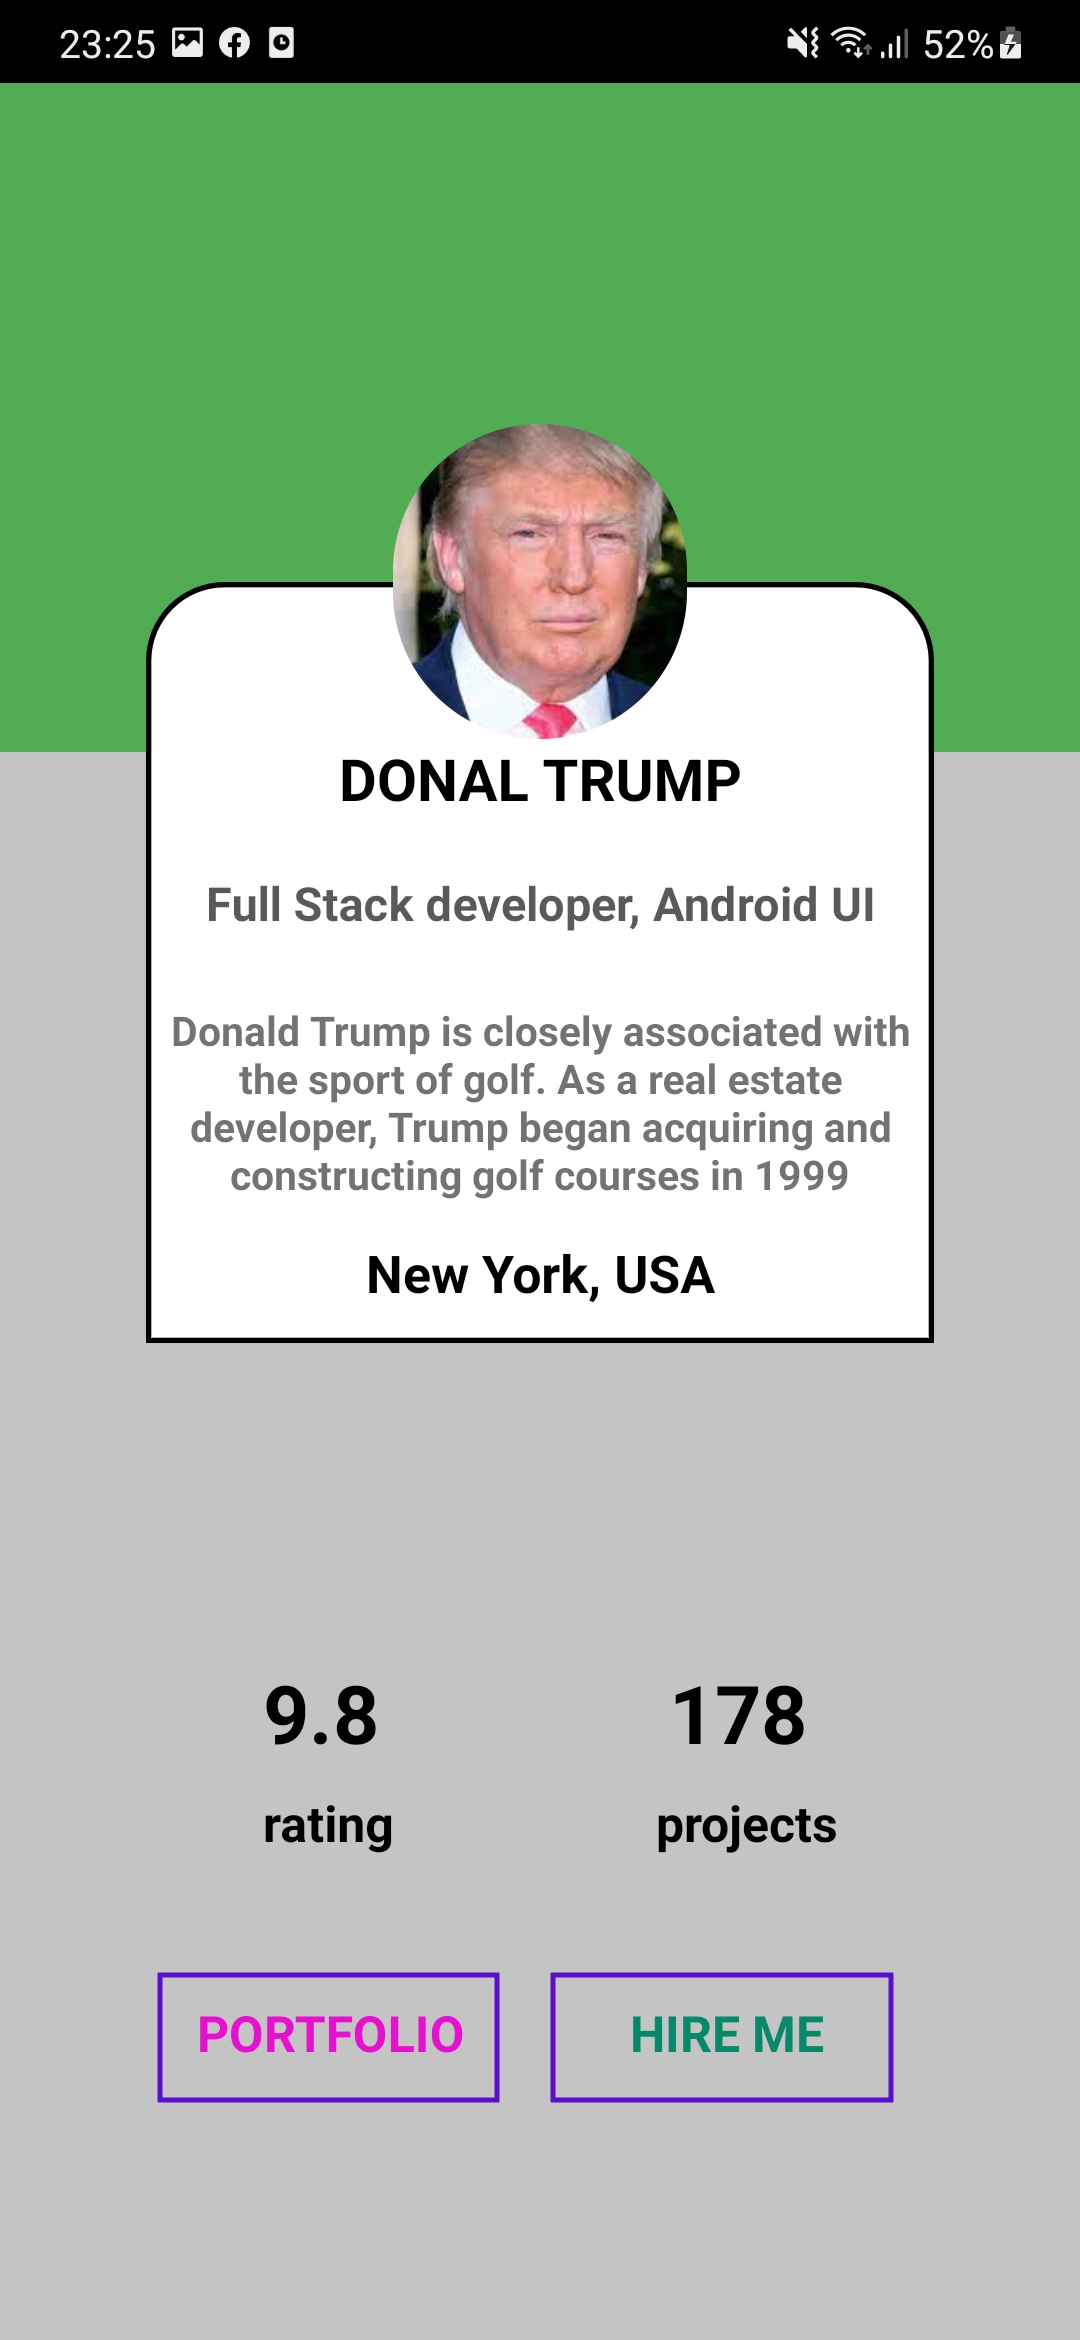 23:25
52%
DONAL TRUMP
Full Stack developer, Android UI
Donald Trump is closely associated with
the sport of golf. As a real estate
developer, Trump began acquiring and
constructing golf courses in 1999
New York, USA
9.8
178
rating
projects
PORTFOLIO
HIRE ME